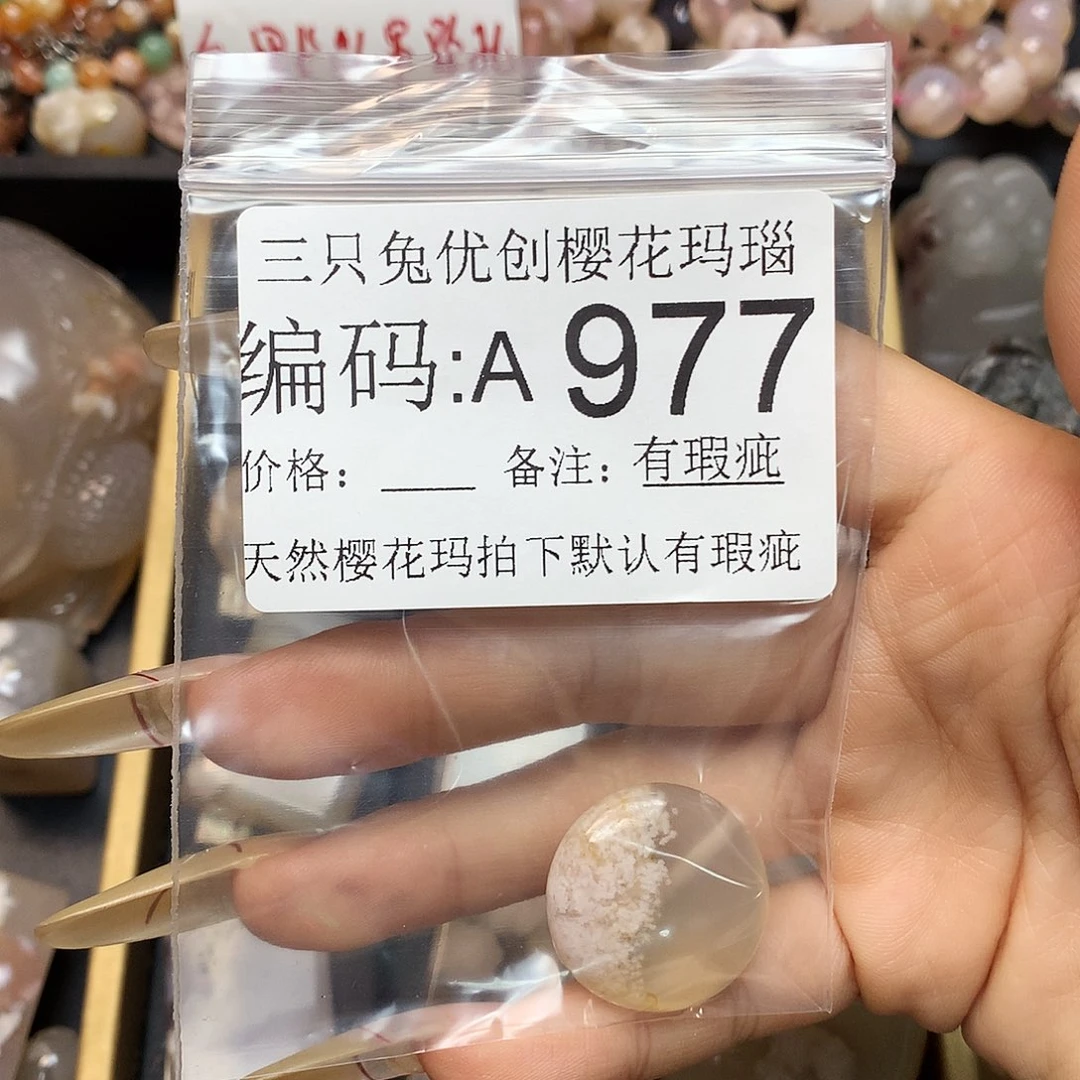 三只兔优创樱花玛瑙
编码:A 977
价格：____ 备注：有瑕疵
天然樱花玛拍下默认有瑕疵